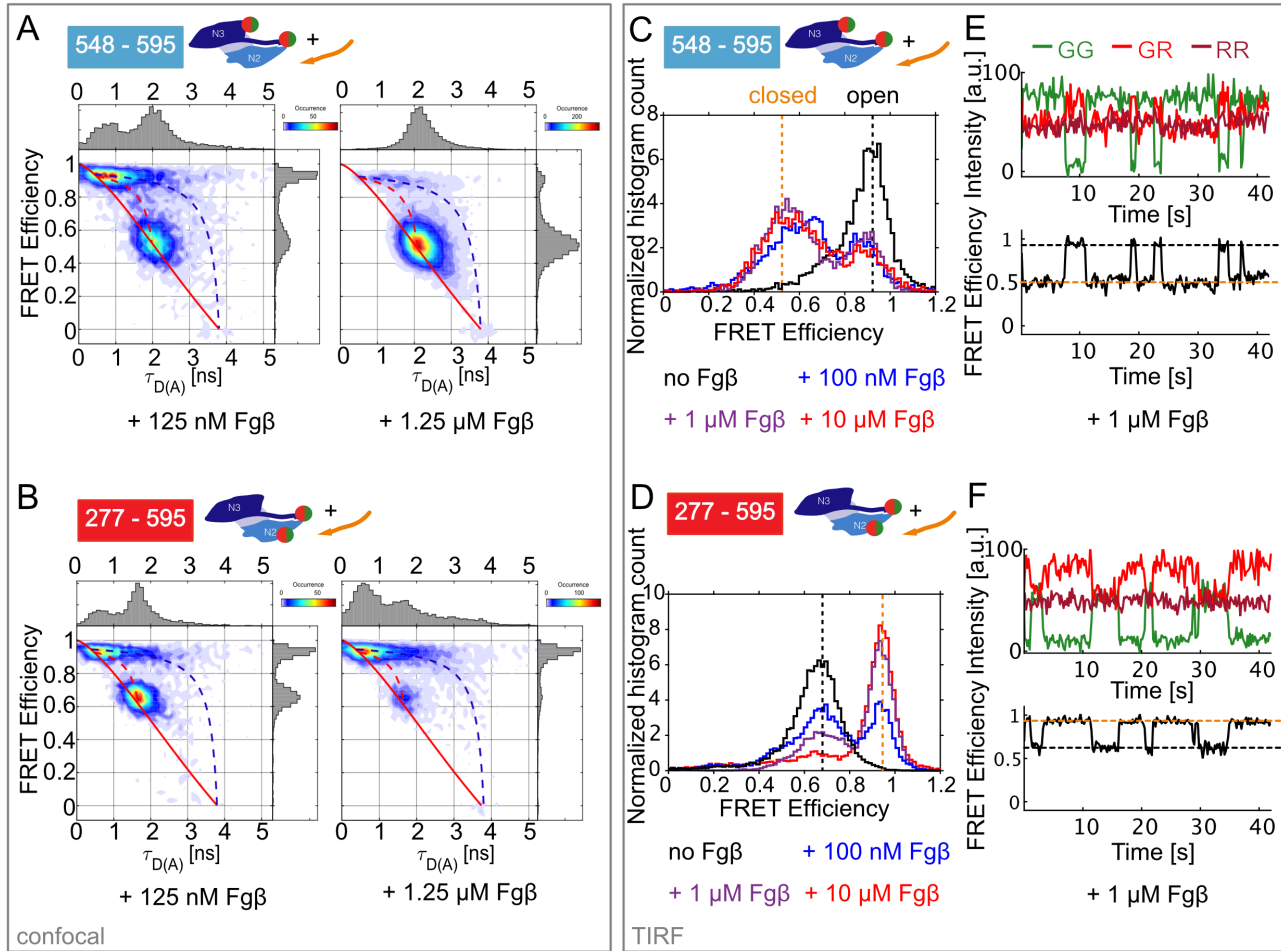 A
548 - 595
N3
N2
+
0 1 2 3 4 5
Occurrence
0 50
0 1 2 3 4 5
Occurrence
0 200
FRET Efficiency
1
0.8
0.6
0.4
0.2
0
0 1 2 3 4 5
τD(A) [ns]
0 1 2 3 4 5
τD(A) [ns]
+ 125 nM Fgβ
+ 1.25 µM Fgβ
B
277 - 595
N3
N2
+
0 1 2 3 4 5
Occurrence
0 50
0 1 2 3 4 5
Occurrence
0 100
FRET Efficiency
1
0.8
0.6
0.4
0.2
0
0 1 2 3 4 5
τD(A) [ns]
0 1 2 3 4 5
τD(A) [ns]
+ 125 nM Fgβ
+ 1.25 µM Fgβ
confocal
C
548 - 595
N3
N2
+
closed open
Normalized histogram count
8
6
4
2
0
0 0.2 0.4 0.6 0.8 1 1.2
FRET Efficiency
no Fgβ + 100 nM Fgβ
+ 1 µM Fgβ + 10 µM Fgβ
D
277 - 595
N3
N2
+
Normalized histogram count
10
8
6
4
2
0
0 0.2 0.4 0.6 0.8 1 1.2
FRET Efficiency
no Fgβ + 100 nM Fgβ
+ 1 µM Fgβ + 10 µM Fgβ
TIRF
E
GG GR RR
Intensity [a.u.]
100
0
10 20 30 40
Time [s]
FRET Efficiency
1
0.5
0
10 20 30 40
Time [s]
+ 1 µM Fgβ
F
Intensity [a.u.]
100
0
10 20 30 40
Time [s]
FRET Efficiency
1
0.5
0
10 20 30 40
Time [s]
+ 1 µM Fgβ